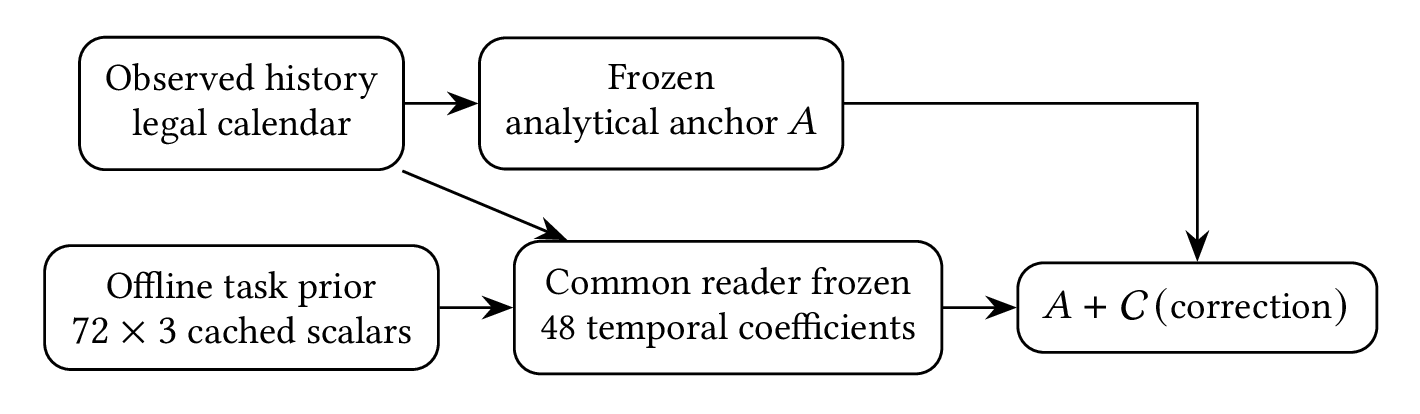 Observed history
legal calendar
Frozen
analytical anchor A
Offline task prior
72 × 3 cached scalars
Common reader frozen
48 temporal coefficients
A + C (correction)